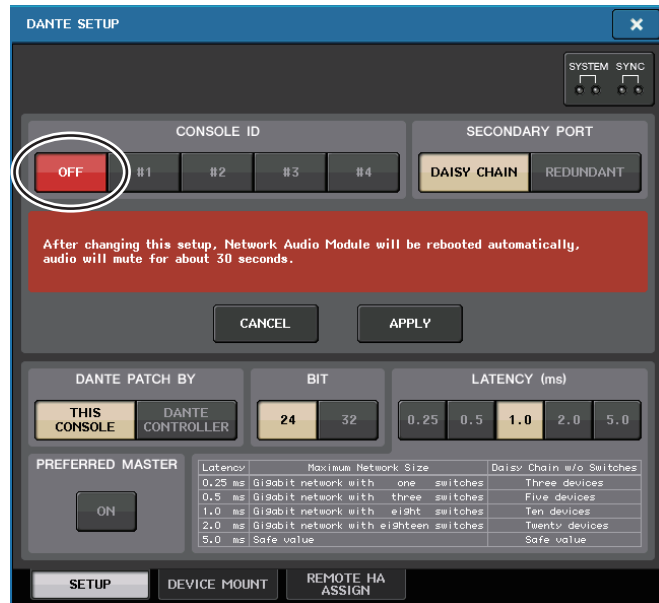 DANTE SETUP
SYSTEM SYNC
CONSOLE ID
SECONDARY PORT
OFF #1 #2 #3 #4
DAISY CHAIN REDUNDANT
After changing this setup, Network Audio Module will be rebooted automatically,
audio will mute for about 30 seconds.
CANCEL APPLY
DANTE PATCH BY
BIT
LATENCY (ms)
THIS CONSOLE
DANTE CONTROLLER
24 32
0.25 0.5 1.0 2.0 5.0
PREFERRED MASTER
ON
Latency Maximum Network Size Daisy Chain w/o Switches
0.25 ms Gigabit network with one switches Three devices
0.5 ms Gigabit network with three switches Five devices
1.0 ms Gigabit network with eight switches Ten devices
2.0 ms Gigabit network with eighteen switches Twenty devices
5.0 ms Safe value Safe value
SETUP
DEVICE MOUNT
REMOTE HA
ASSIGN